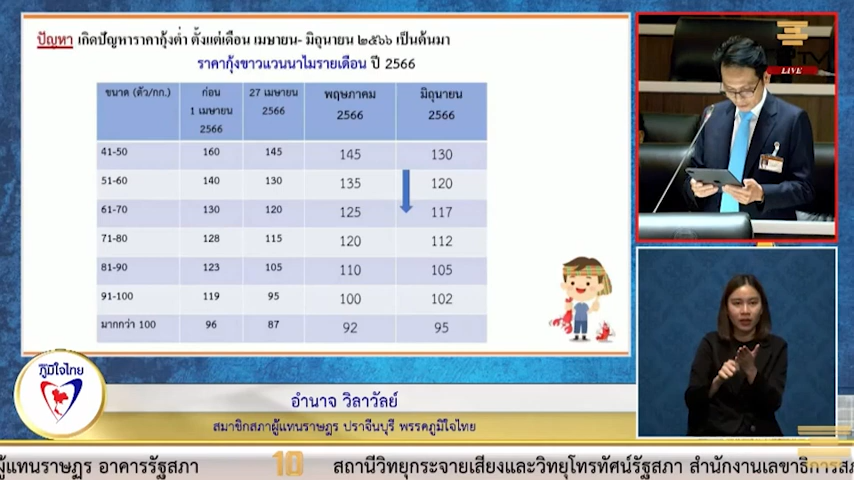 ปัญหา เกิดปัญหาราคากุ้งต่ำ ตั้งแต่เดือน เมษายน- มิถุนายน ๒๕๖๖ เป็นต้นมา
ราคากุ้งขาวแวนนาไมรายเดือน ปี 2566
ขนาด (ตัว/กก.) ก่อน 1 เมษายน 2566 27 เมษายน 2566 พฤษภาคม 2566 มิถุนายน 2566
41-50 160 145 145 130
51-60 140 130 135 120
61-70 130 120 125 117
71-80 128 115 120 112
81-90 123 105 110 105
91-100 119 95 100 102
มากกว่า 100 96 87 92 95
LIVE
ภูมิใจไทย
อำนาจ วิลาวัลย์
สมาชิกสภาผู้แทนราษฎร ปราจีนบุรี พรรคภูมิใจไทย
ผู้แทนราษฎร อาคารรัฐสภา 10 สถานีวิทยุกระจายเสียงและวิทยุโทรทัศน์รัฐสภา สำนักงานเลขาธิการสภา